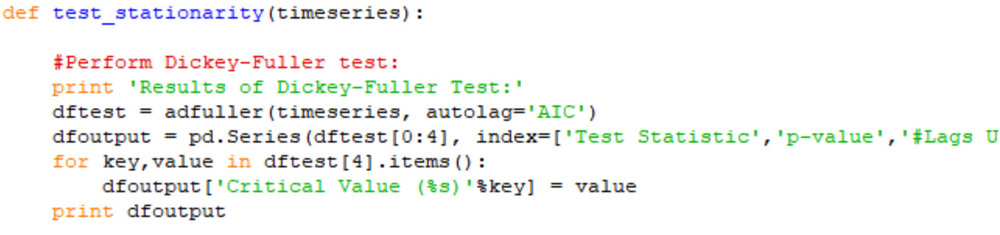 def test_stationarity(timeseries):
    #Perform Dickey-Fuller test:
    print 'Results of Dickey-Fuller Test:'
    dftest = adfuller(timeseries, autolag='AIC')
    dfoutput = pd.Series(dftest[0:4], index=['Test Statistic','p-value','#Lags U
    for key,value in dftest[4].items():
        dfoutput['Critical Value (%s)'%key] = value
    print dfoutput